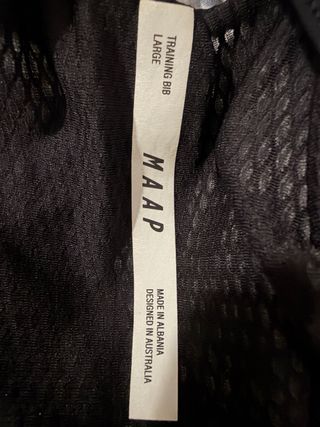 TRAINING BIB
LARGE
MAAP
MADE IN ALBANIA
DESIGNED IN AUSTRALIA